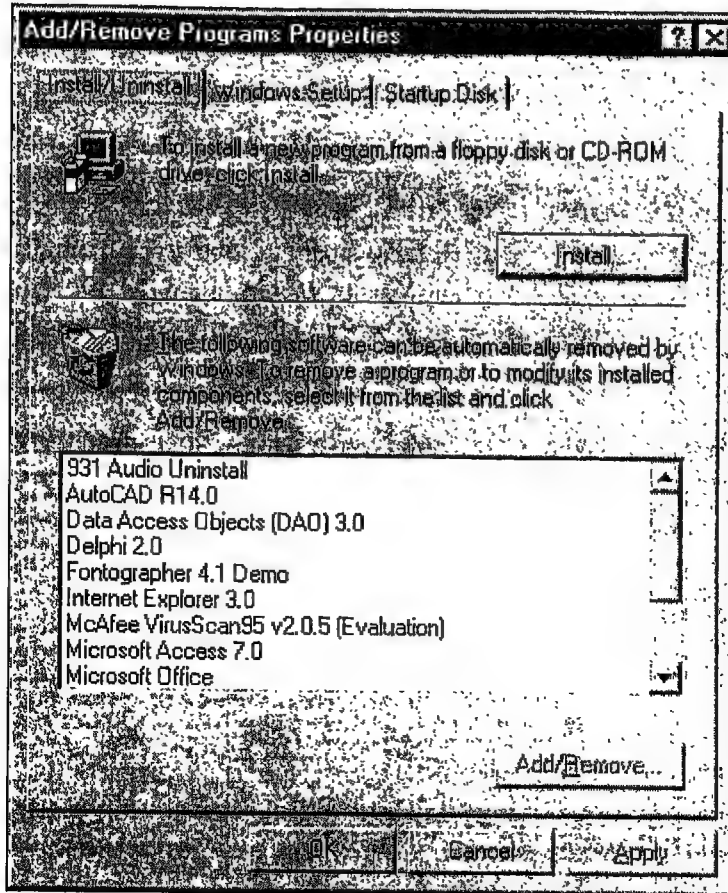 Add/Remove Programs Properties
Install/Uninstall Windows Setup Startup Disk
To install a new program from a floppy disk or CD-ROM
drive, click Install.
Install...
The following software can be automatically removed by
Windows. To remove a program or to modify its installed
components, select it from the list and click
Add/Remove.
931 Audio Uninstall
AutoCAD R14.0
Data Access Objects (DAO) 3.0
Delphi 2.0
Fontographer 4.1 Demo
Internet Explorer 3.0
McAfee VirusScan95 v2.0.5 (Evaluation)
Microsoft Access 7.0
Microsoft Office
Add/Remove...
OK Cancel Apply